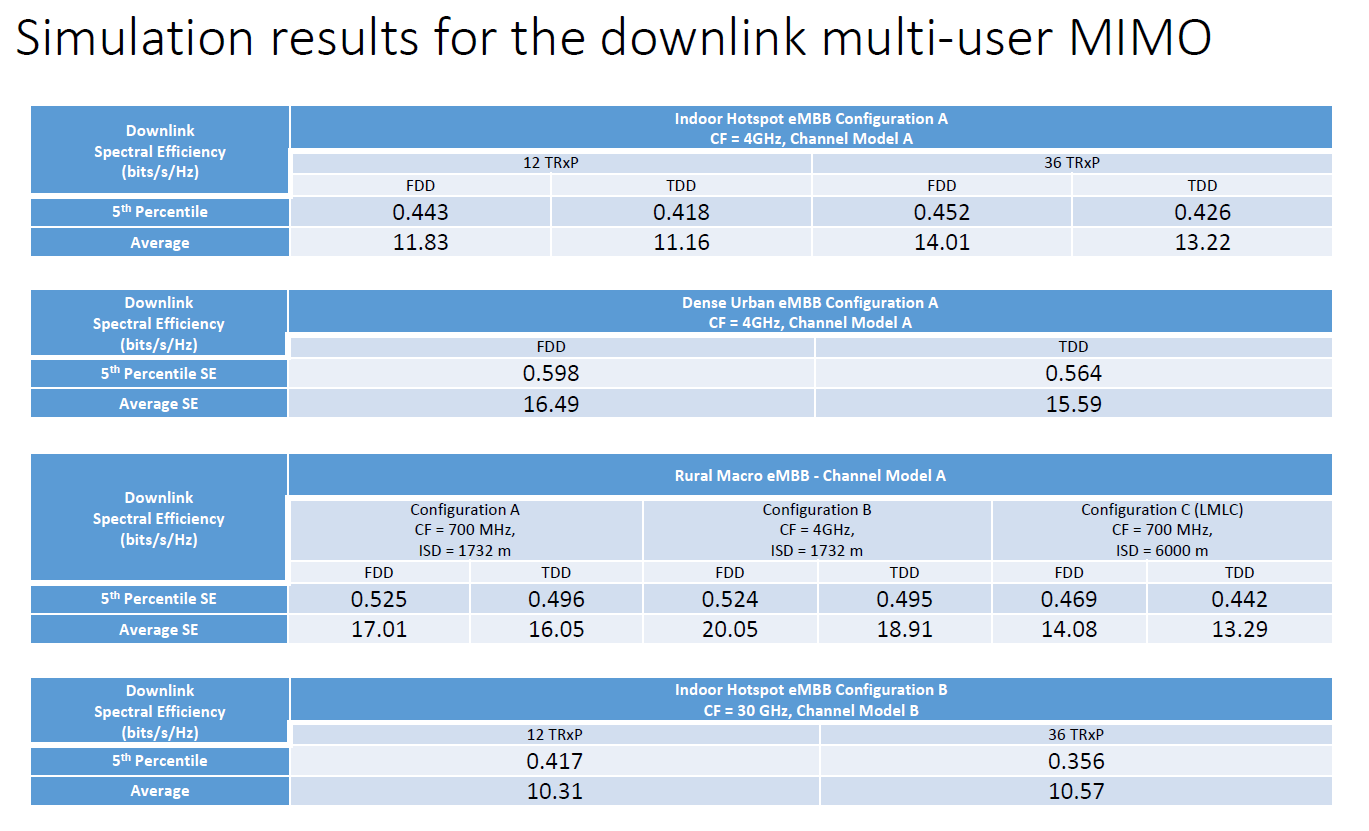 Simulation results for the downlink multi-user MIMO
Downlink
Spectral Efficiency
(bits/s/Hz)
Indoor Hotspot eMBB Configuration A
CF = 4GHz, Channel Model A
12 TRxP 36 TRxP
FDD TDD FDD TDD
5th Percentile 0.443 0.418 0.452 0.426
Average 11.83 11.16 14.01 13.22
Downlink
Spectral Efficiency
(bits/s/Hz)
Dense Urban eMBB Configuration A
CF = 4GHz, Channel Model A
FDD TDD
5th Percentile SE 0.598 0.564
Average SE 16.49 15.59
Downlink
Spectral Efficiency
(bits/s/Hz)
Rural Macro eMBB - Channel Model A
Configuration A
CF = 700 MHz,
ISD = 1732 m
Configuration B
CF = 4GHz,
ISD = 1732 m
Configuration C (LMLC)
CF = 700 MHz,
ISD = 6000 m
FDD TDD FDD TDD FDD TDD
5th Percentile SE 0.525 0.496 0.524 0.495 0.469 0.442
Average SE 17.01 16.05 20.05 18.91 14.08 13.29
Downlink
Spectral Efficiency
(bits/s/Hz)
Indoor Hotspot eMBB Configuration B
CF = 30 GHz, Channel Model B
12 TRxP 36 TRxP
5th Percentile 0.417 0.356
Average 10.31 10.57